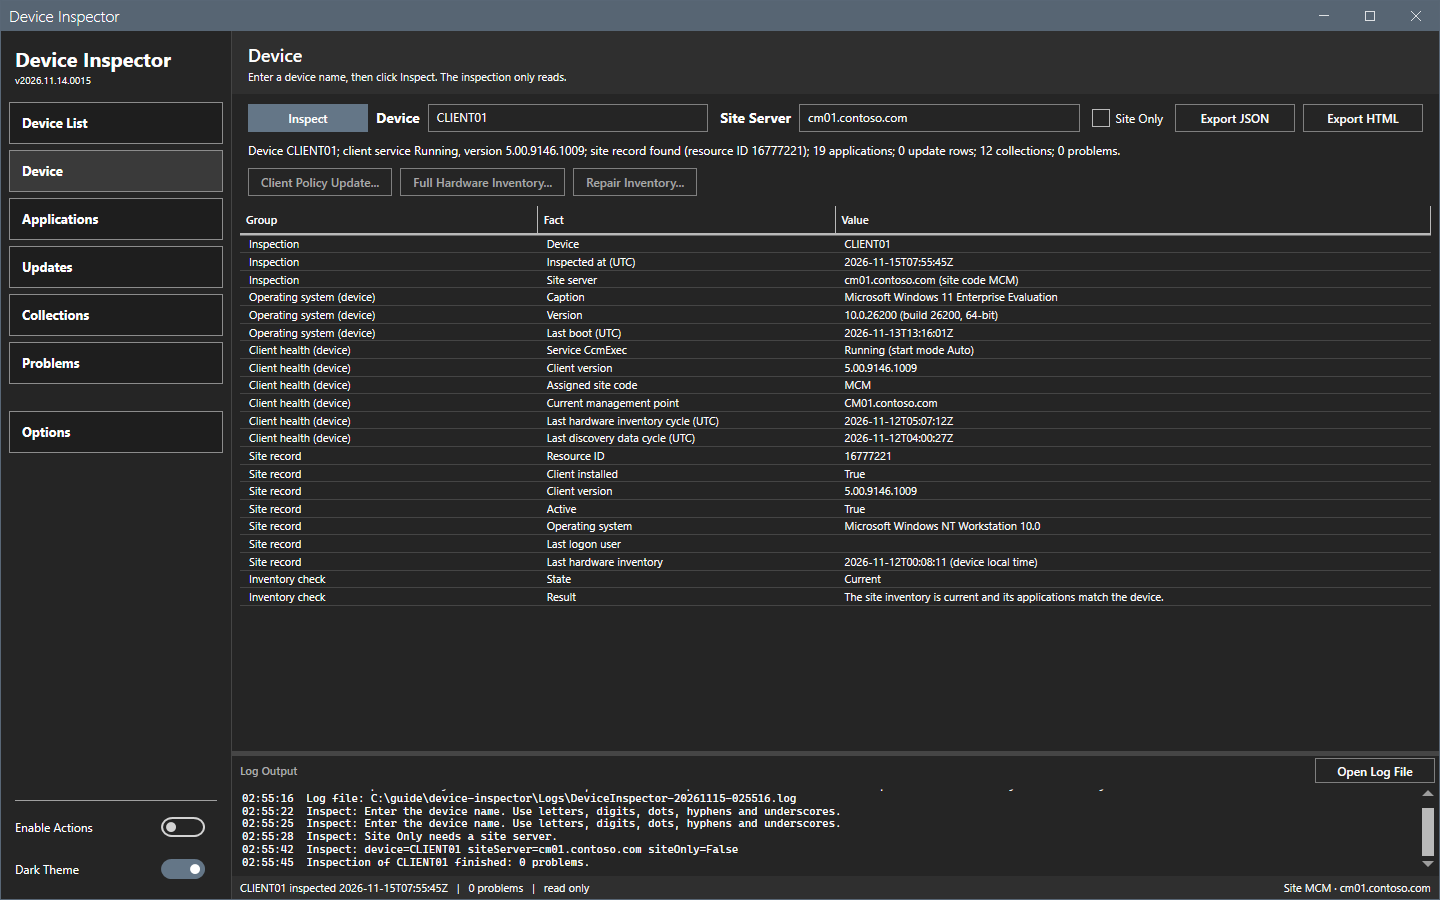 Device Inspector
Device Inspector
v2026.11.14.0015
Device List
Device
Applications
Updates
Collections
Problems
Options
Enable Actions
Dark Theme
Device
Enter a device name, then click Inspect. The inspection only reads.
Inspect Device CLIENT01 Site Server cm01.contoso.com Site Only Export JSON Export HTML
Device CLIENT01; client service Running, version 5.00.9146.1009; site record found (resource ID 16777221); 19 applications; 0 update rows; 12 collections; 0 problems.
Client Policy Update... Full Hardware Inventory... Repair Inventory...
Group Fact Value
Inspection Device CLIENT01
Inspection Inspected at (UTC) 2026-11-15T07:55:45Z
Inspection Site server cm01.contoso.com (site code MCM)
Operating system (device) Caption Microsoft Windows 11 Enterprise Evaluation
Operating system (device) Version 10.0.26200 (build 26200, 64-bit)
Operating system (device) Last boot (UTC) 2026-11-13T13:16:01Z
Client health (device) Service CcmExec Running (start mode Auto)
Client health (device) Client version 5.00.9146.1009
Client health (device) Assigned site code MCM
Client health (device) Current management point CM01.contoso.com
Client health (device) Last hardware inventory cycle (UTC) 2026-11-12T05:07:12Z
Client health (device) Last discovery data cycle (UTC) 2026-11-12T04:00:27Z
Site record Resource ID 16777221
Site record Client installed True
Site record Client version 5.00.9146.1009
Site record Active True
Site record Operating system Microsoft Windows NT Workstation 10.0
Site record Last logon user
Site record Last hardware inventory 2026-11-12T00:08:11 (device local time)
Inventory check State Current
Inventory check Result The site inventory is current and its applications match the device.
Log Output
Open Log File
02:55:16 Log file: C:\guide\device-inspector\Logs\DeviceInspector-20261115-025516.log
02:55:22 Inspect: Enter the device name. Use letters, digits, dots, hyphens and underscores.
02:55:25 Inspect: Enter the device name. Use letters, digits, dots, hyphens and underscores.
02:55:28 Inspect: Site Only needs a site server.
02:55:42 Inspect: device=CLIENT01 siteServer=cm01.contoso.com siteOnly=False
02:55:45 Inspection of CLIENT01 finished: 0 problems.
CLIENT01 inspected 2026-11-15T07:55:45Z | 0 problems | read only
Site MCM · cm01.contoso.com